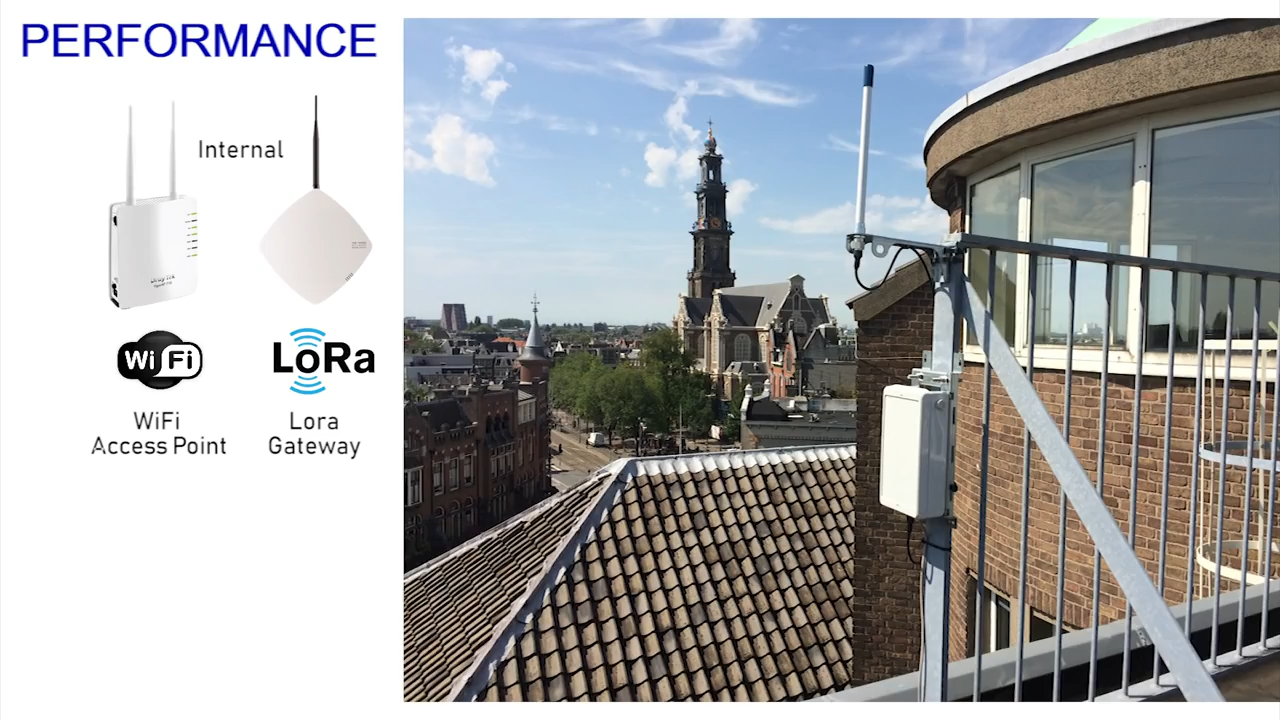 PERFORMANCE
Internal
WiFi
LoRa
WiFi
Access Point
Lora
Gateway